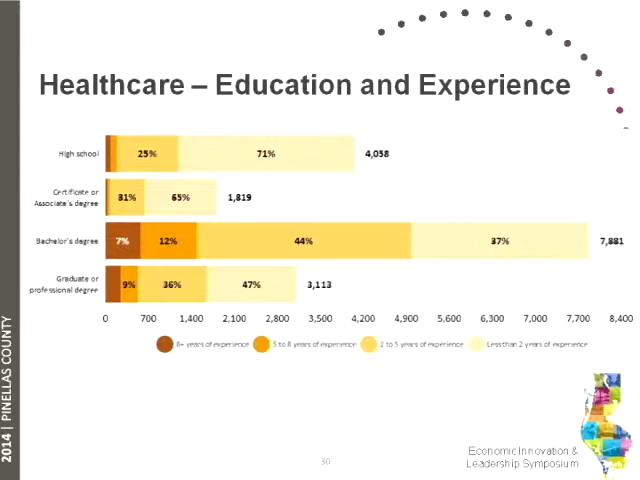 Healthcare – Education and Experience
High school
25%
71%
4,058
Certificate or
Associate's degree
31%
65%
1,819
Bachelor's degree
7%
12%
44%
37%
7,881
Graduate or
professional degree
9%
36%
47%
3,113
0 700 1,400 2,100 2,800 3,500 4,200 4,900 5,600 6,300 7,000 7,700 8,400
8+ years of experience 5 to 8 years of experience 2 to 5 years of experience Less than 2 years of experience
2014 | PINELLAS COUNTY
30
Economic Innovation &
Leadership Symposium